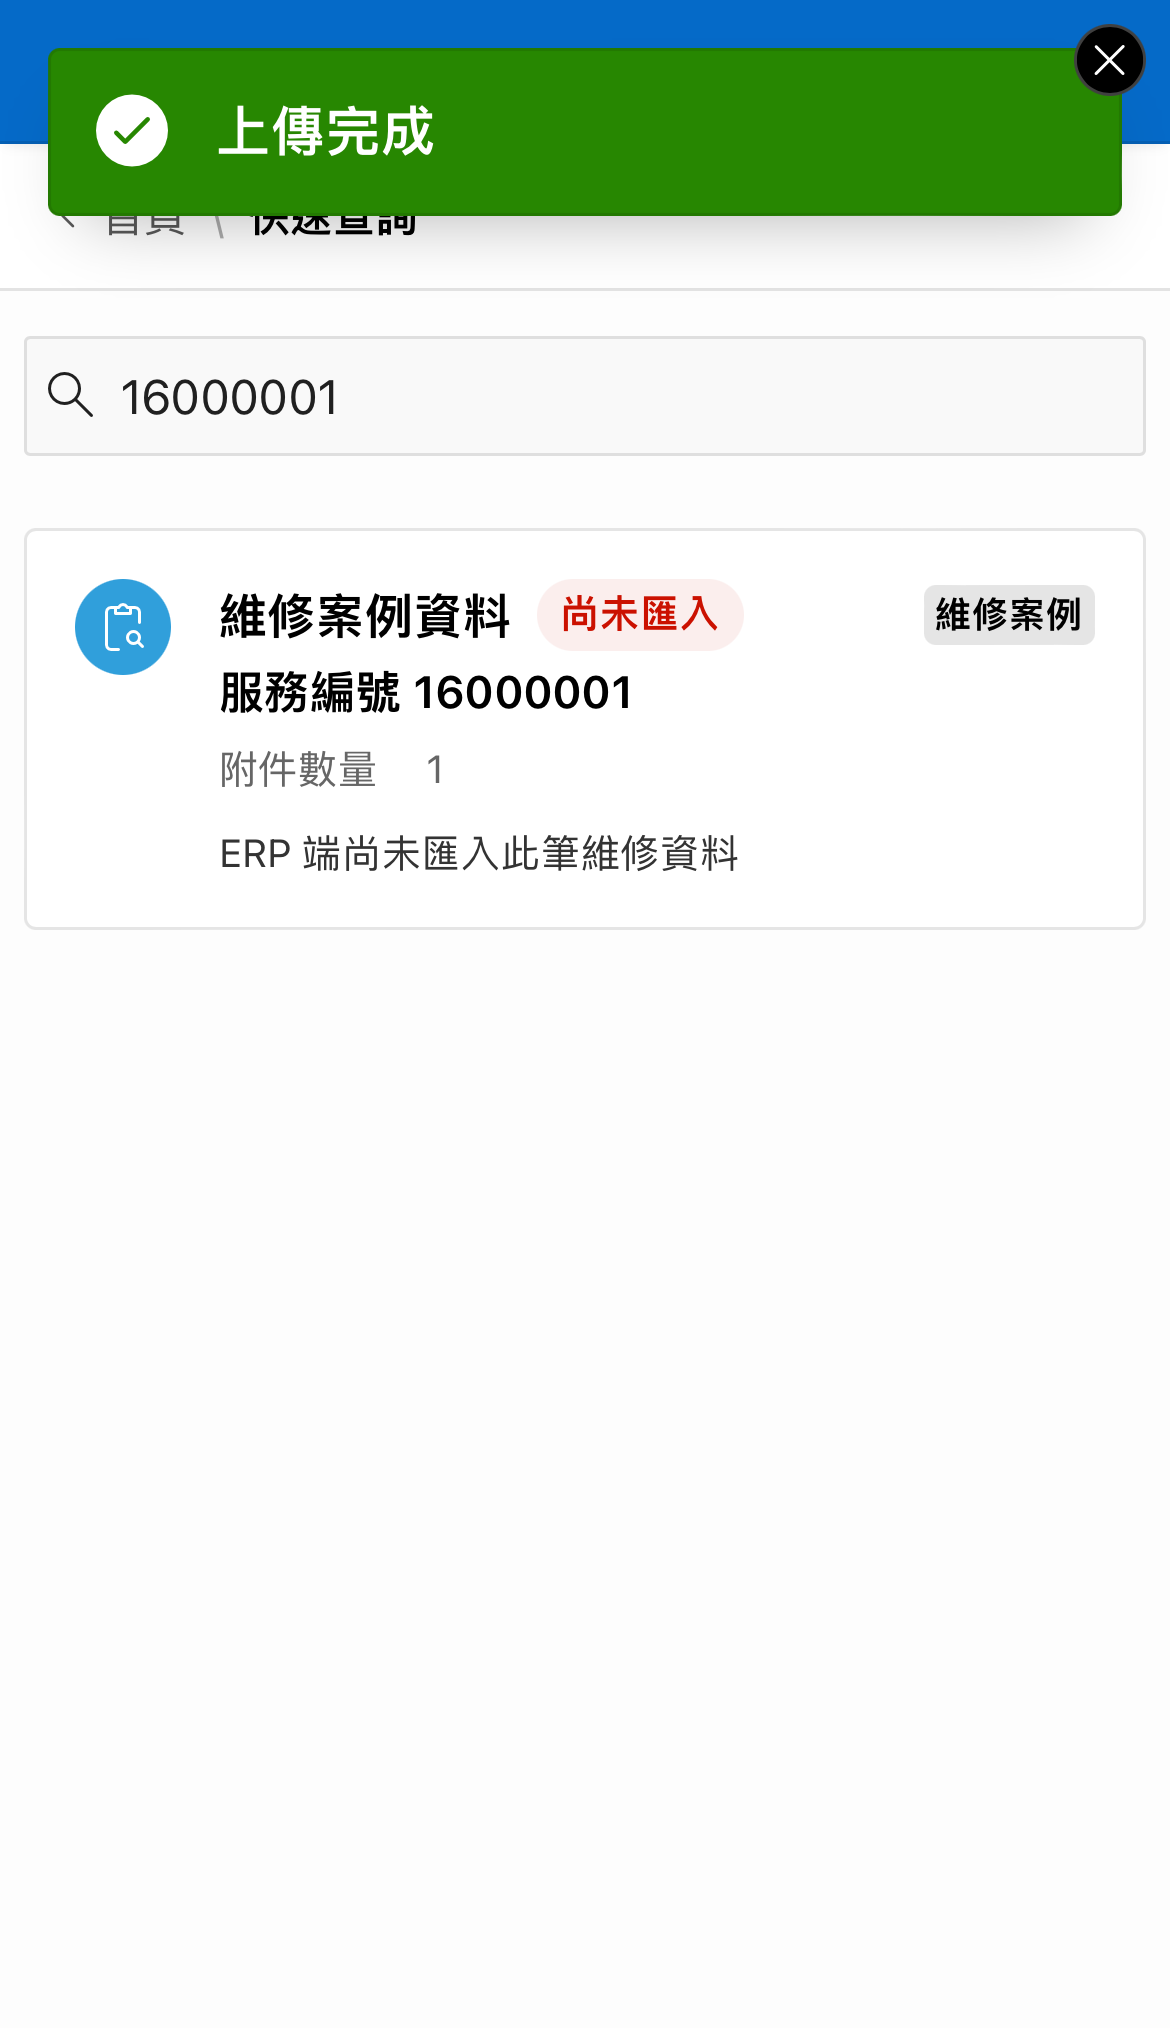 上傳完成
首頁 \ 快速查詢
16000001
維修案例資料 尚未匯入 維修案例
服務編號 16000001
附件數量 1
ERP 端尚未匯入此筆維修資料